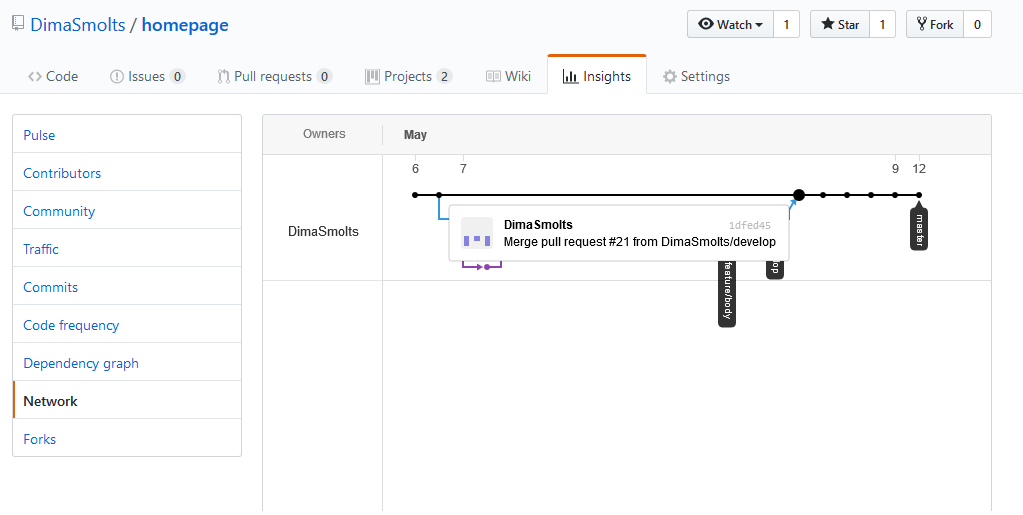 DimaSmolts / homepage
Watch 1
Star 1
Fork 0
Code
Issues 0
Pull requests 0
Projects 2
Wiki
Insights
Settings
Pulse
Contributors
Community
Traffic
Commits
Code frequency
Dependency graph
Network
Forks
Owners
May
6 7 9 12
DimaSmolts
DimaSmolts 1dfed45
Merge pull request #21 from DimaSmolts/develop
feature/body
op
master